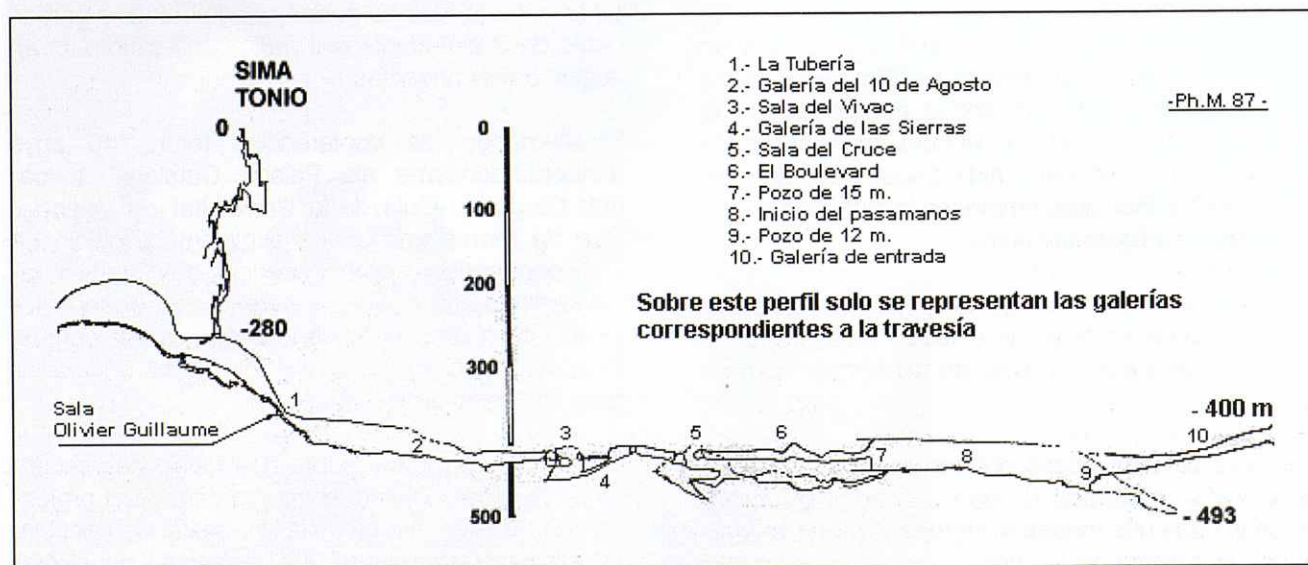 SIMA
TONIO
0
-280
0
100
200
300
500
1.- La Tubería
2.- Galería del 10 de Agosto
3.- Sala del Vivac
4.- Galería de las Sierras
5.- Sala del Cruce
6.- El Boulevard
7.- Pozo de 15 m.
8.- Inicio del pasamanos
9.- Pozo de 12 m.
10.- Galería de entrada
-Ph.M. 87 -
Sobre este perfil solo se representan las galerías
correspondientes a la travesía
Sala
Olivier Guillaume
1
2
3
4
5
6
7
8
9
10
- 400 m
-493